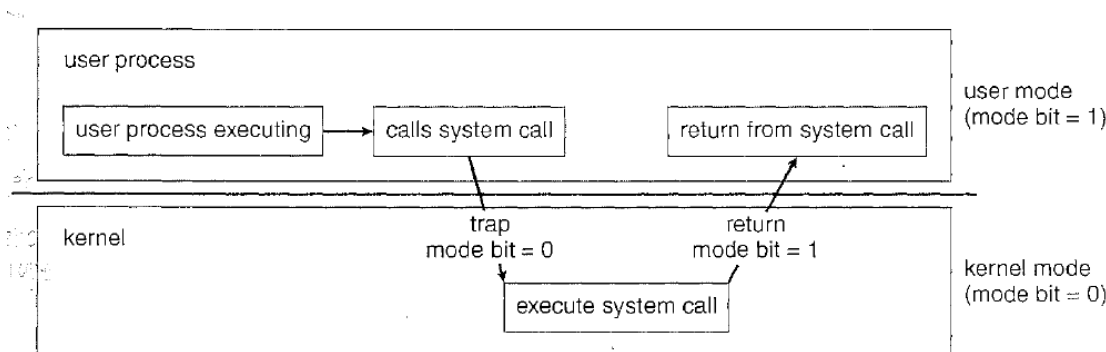 user process
user process executing
calls system call
return from system call
user mode
(mode bit = 1)
kernel
trap
mode bit = 0
return
mode bit = 1
execute system call
kernel mode
(mode bit = 0)